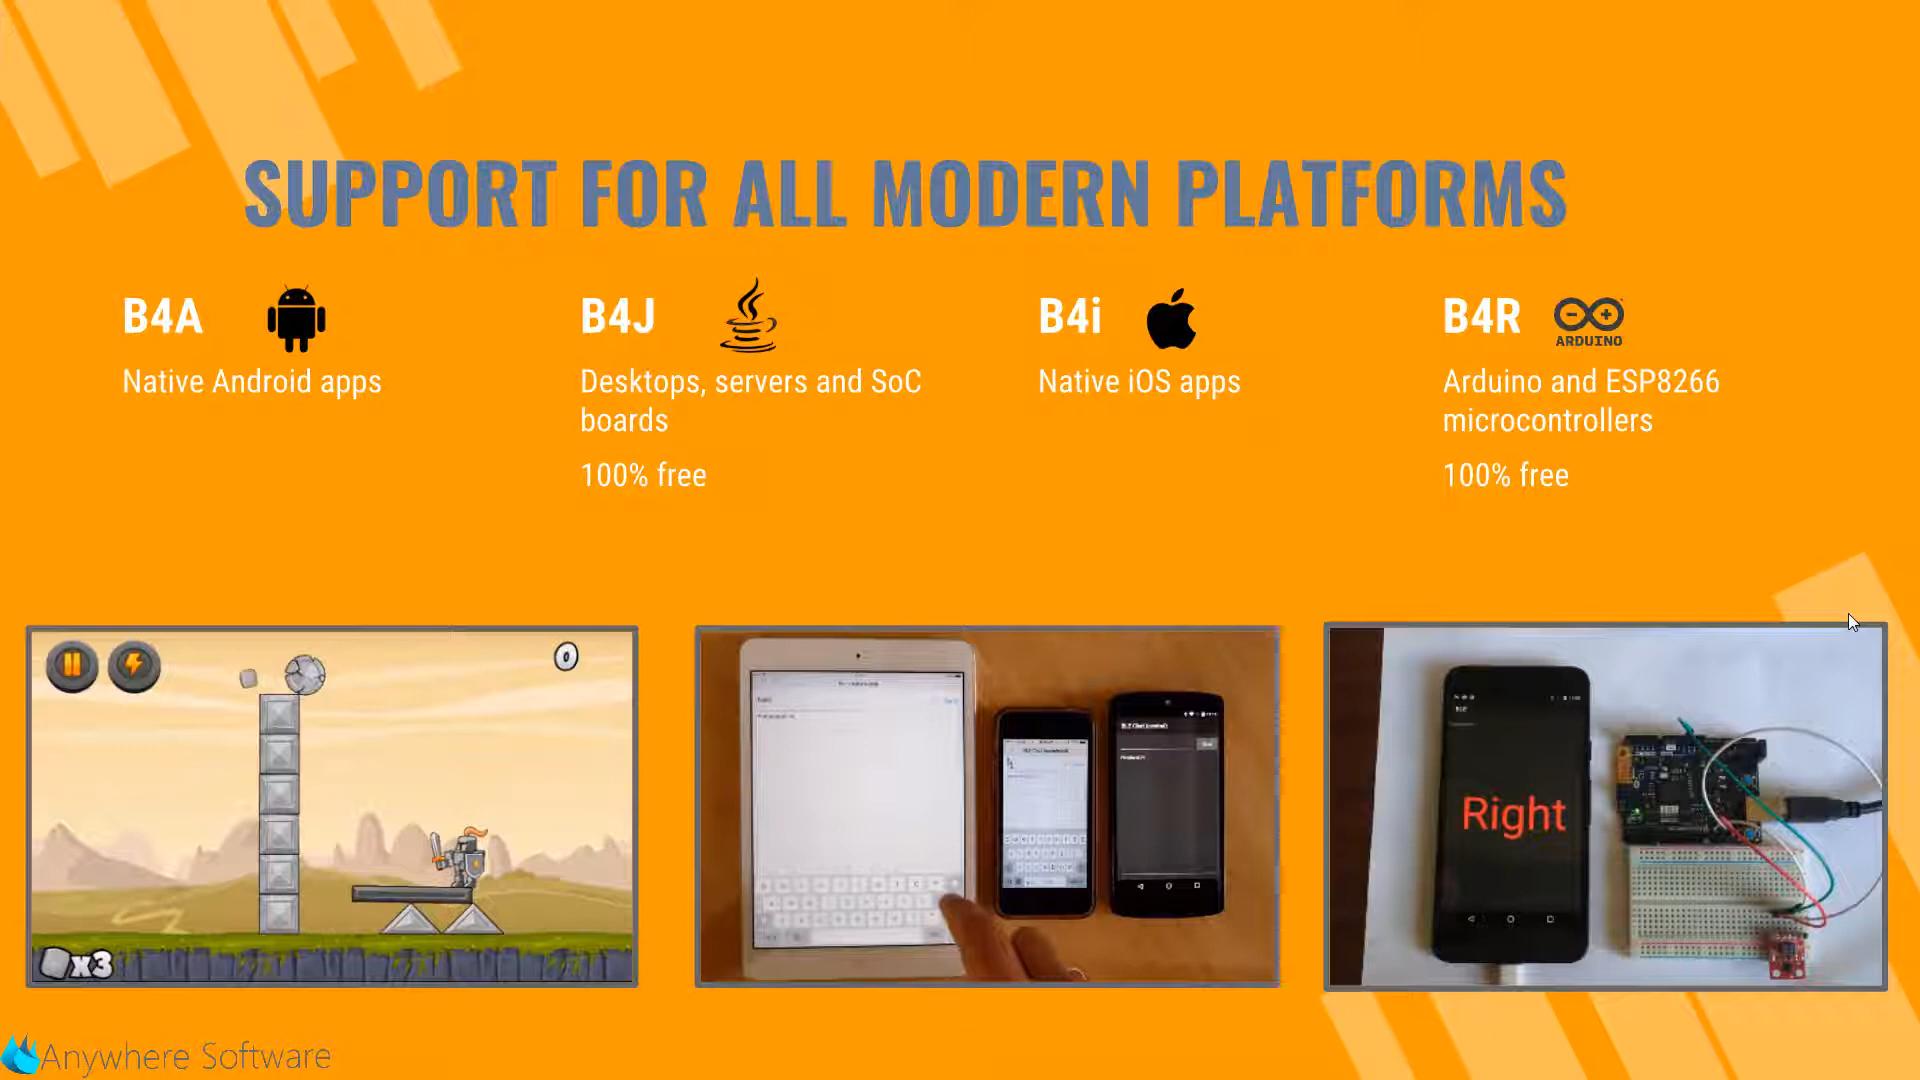 SUPPORT FOR ALL MODERN PLATFORMS
B4A
Native Android apps
B4J
Desktops, servers and SoC
boards
100% free
B4i
Native iOS apps
B4R
ARDUINO
Arduino and ESP8266
microcontrollers
100% free
0
x3
Right
Anywhere Software